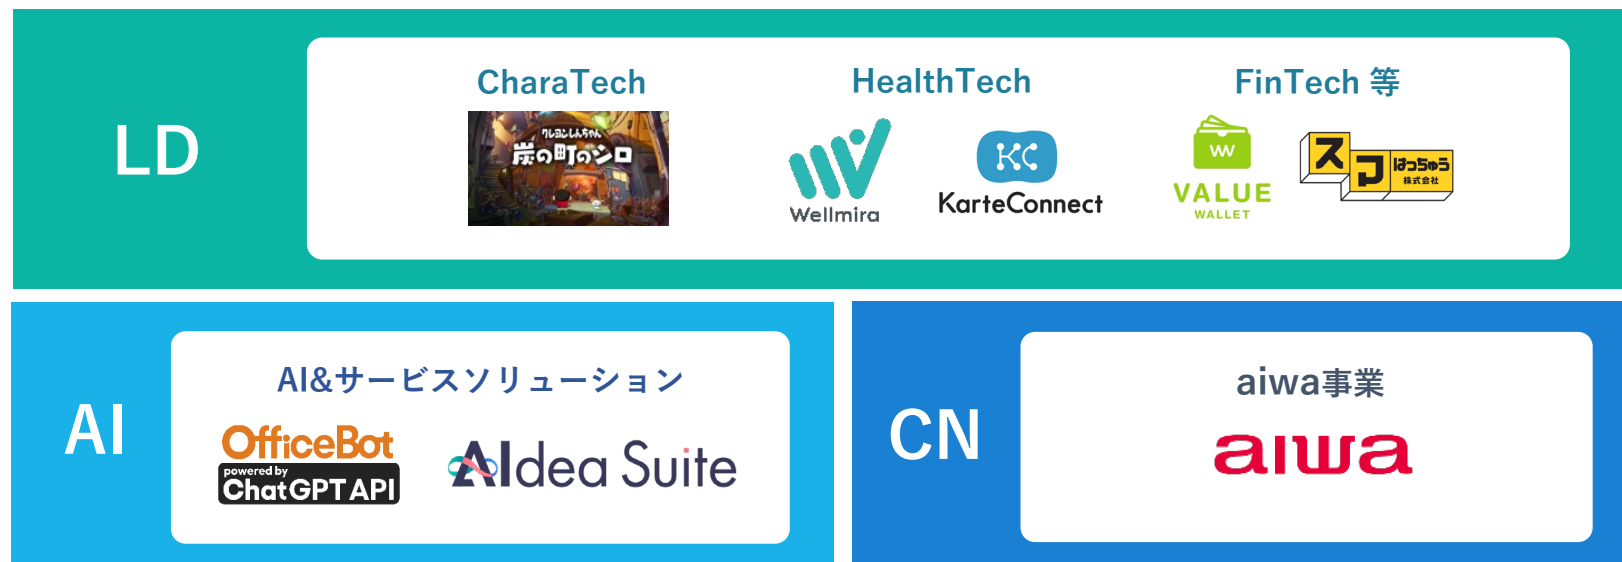 LD
CharaTech
クレヨンしんちゃん
炭の町のシロ
HealthTech
Wellmira
KC
KarteConnect
FinTech 等
VALUE
WALLET
スマ
はっちゅう
株式会社
AI
AI&サービスソリューション
OfficeBot
powered by
ChatGPT API
AIdea Suite
CN
aiwa事業
aiwa